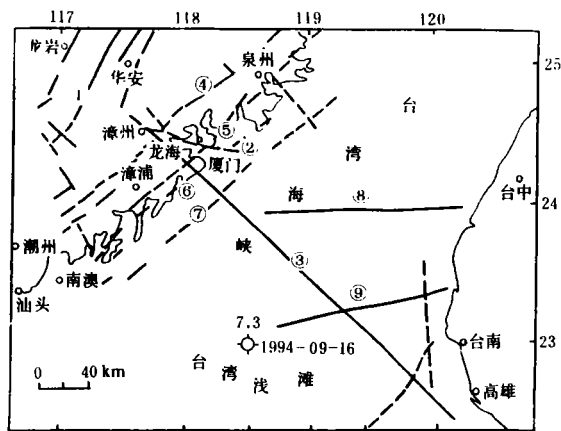 117 118 119 120
岩
华安
泉州
25
④
台
1
漳州
⑤
龙海
②
湾
厦门
漳浦
台中
海
⑥
⑧
24
⑦
潮州
峡
③
南澳
汕头
⑨
7.3
1994-09-16
台南
23
台湾浅滩
高雄
0 40 km